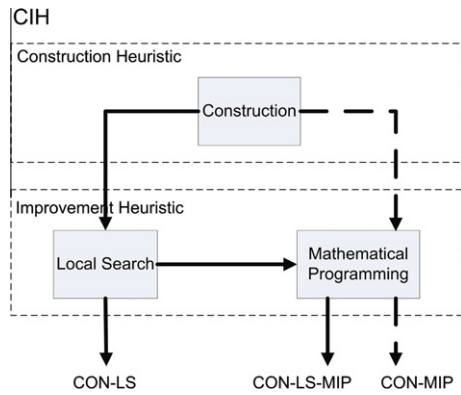 CIH
Construction Heuristic
Construction
Improvement Heuristic
Local Search
Mathematical
Programming
CON-LS
CON-LS-MIP
CON-MIP